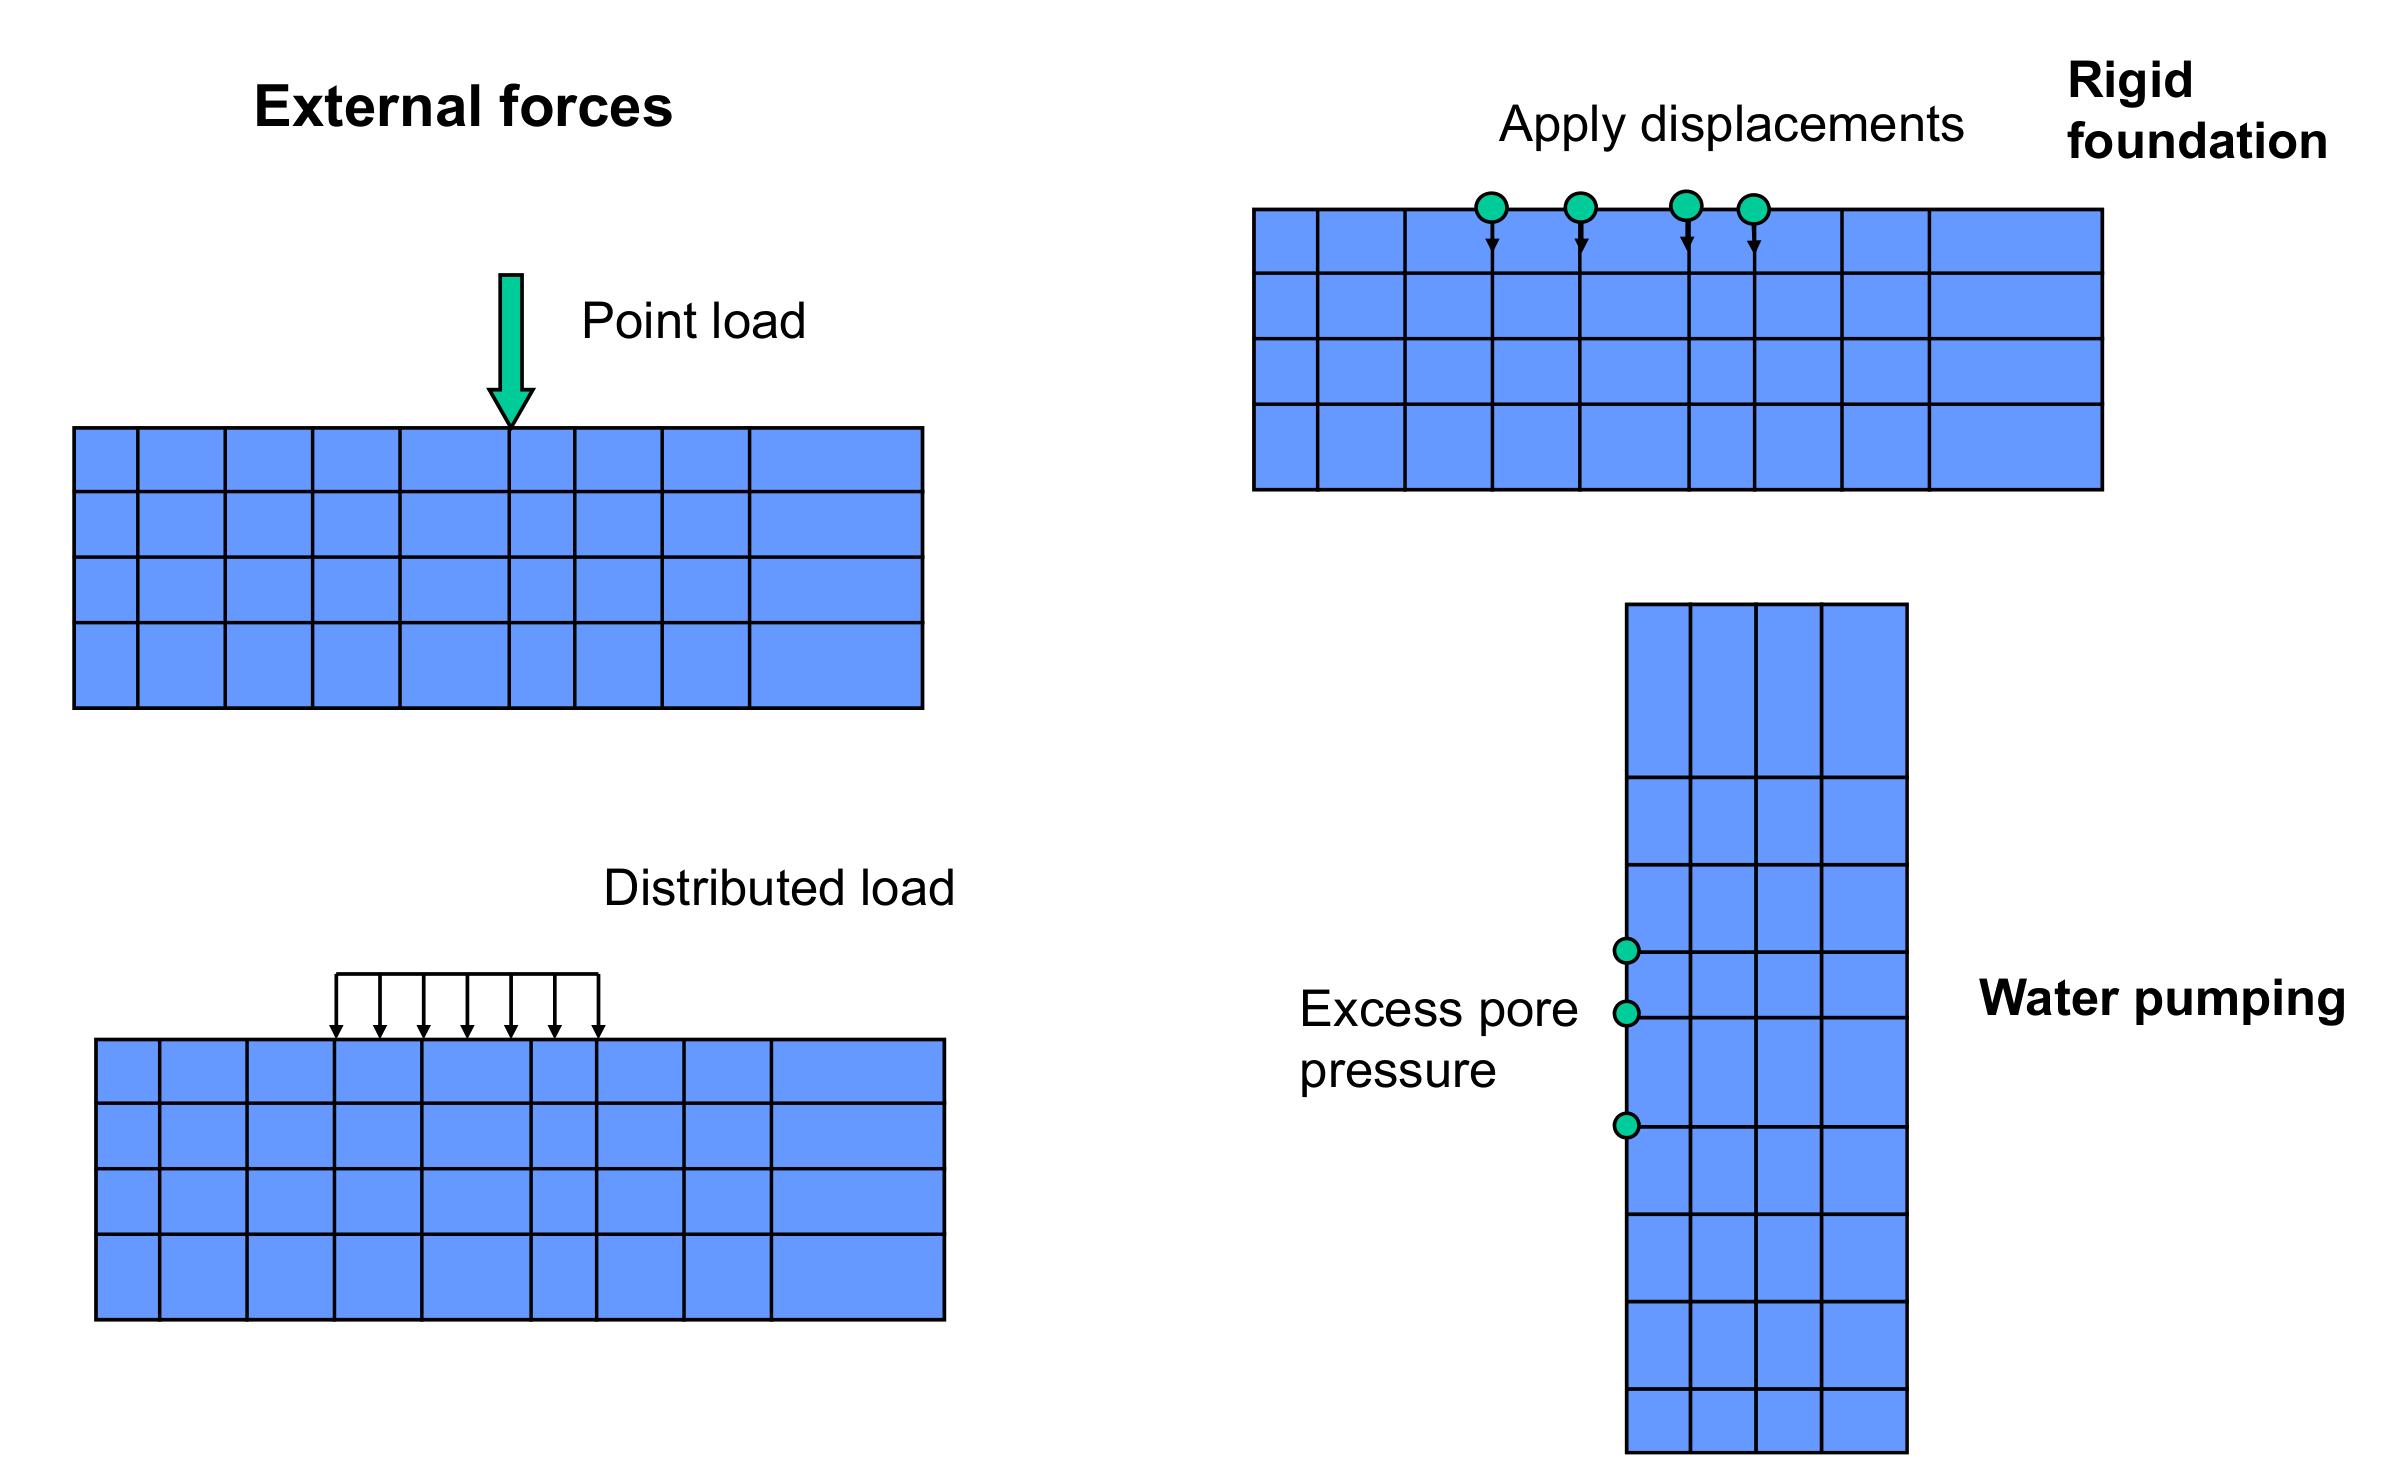 External forces
Point load
Distributed load
Apply displacements
Rigid
foundation
Excess pore
pressure
Water pumping